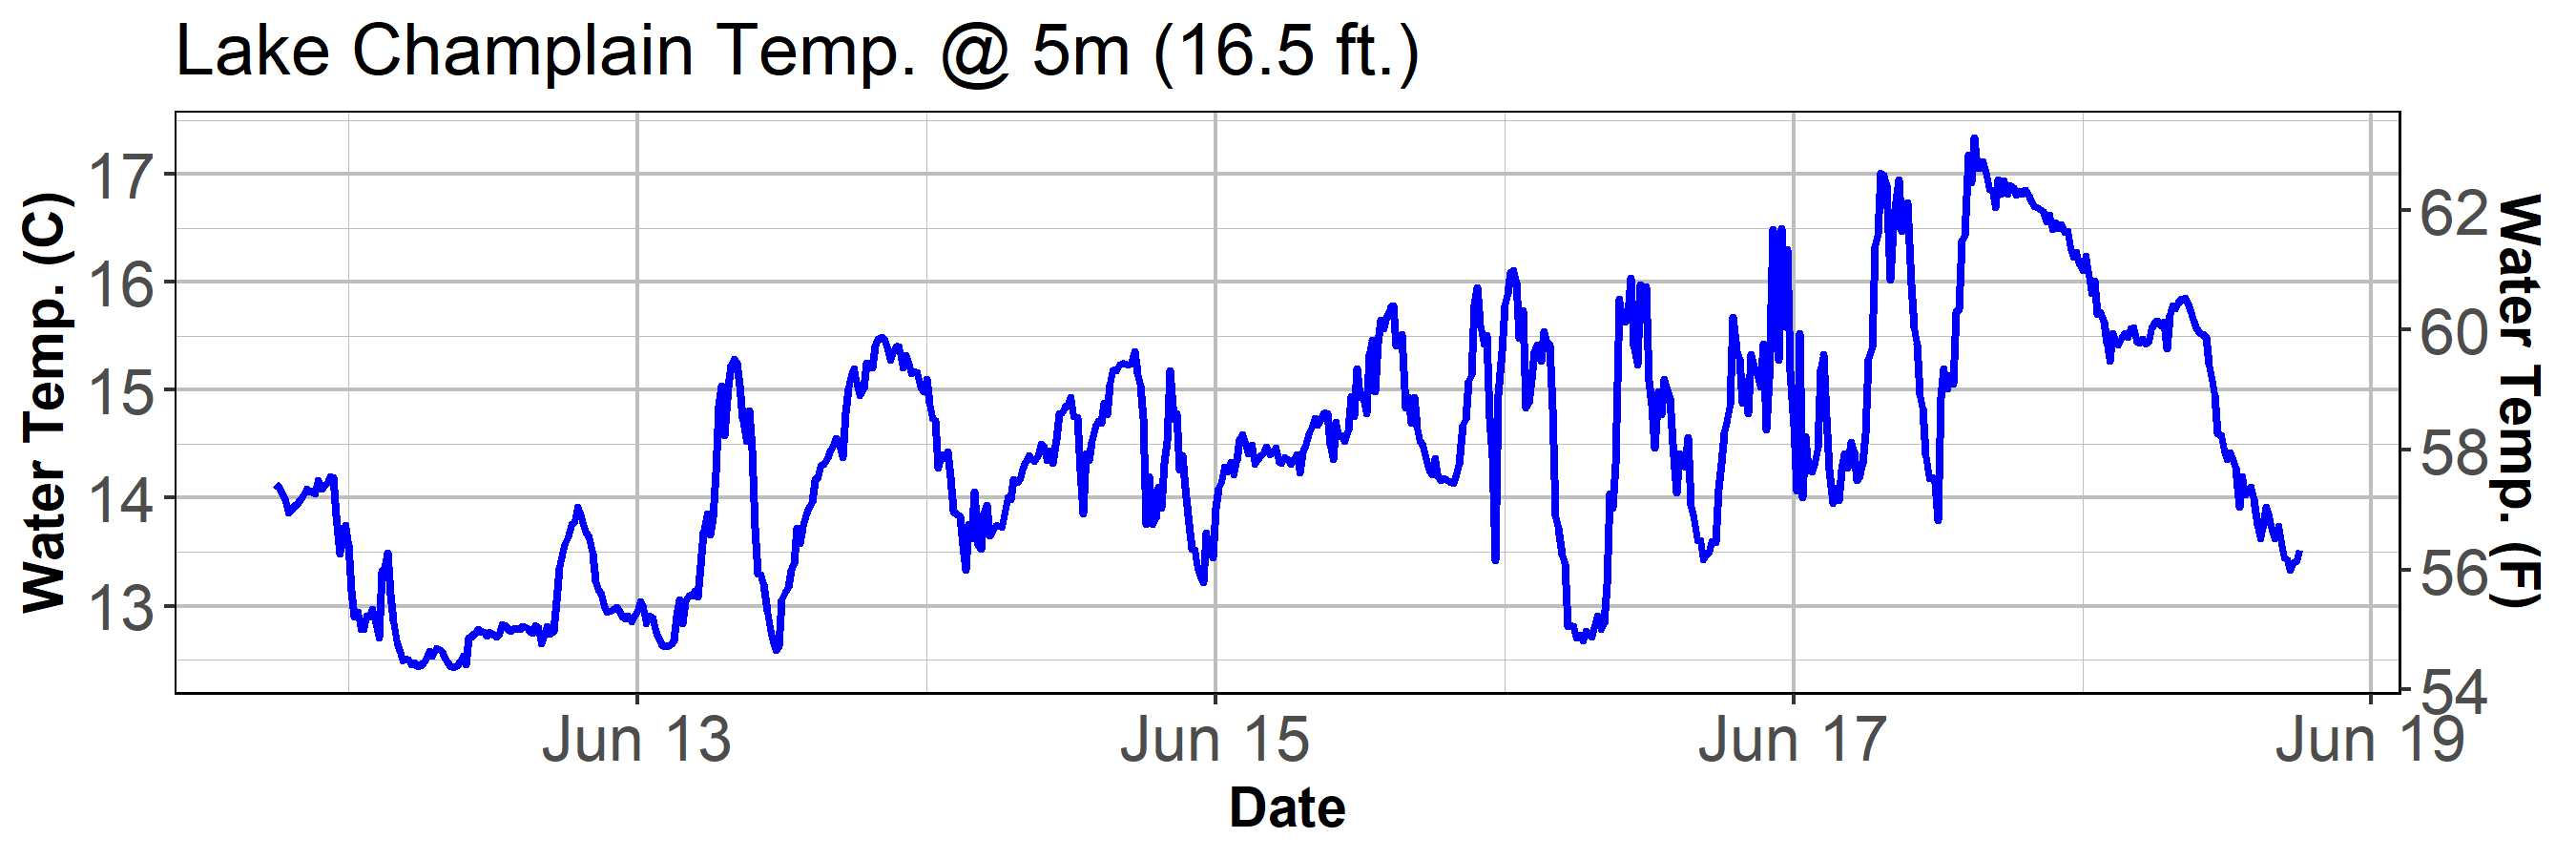 Lake Champlain Temp. @ 5m (16.5 ft.)
Water Temp. (C)
17
16
15
14
13
62
60
58
56
54
Water Temp. (F)
Jun 13 Jun 15 Jun 17 Jun 19
Date